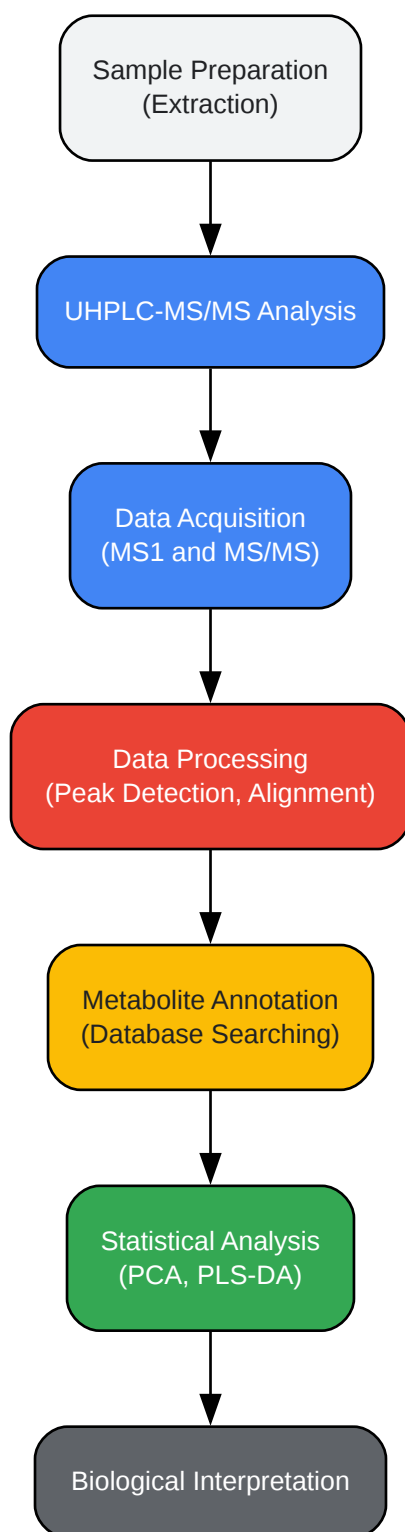 Sample Preparation
(Extraction)
UHPLC-MS/MS Analysis
Data Acquisition
(MS1 and MS/MS)
Data Processing
(Peak Detection, Alignment)
Metabolite Annotation
(Database Searching)
Statistical Analysis
(PCA, PLS-DA)
Biological Interpretation